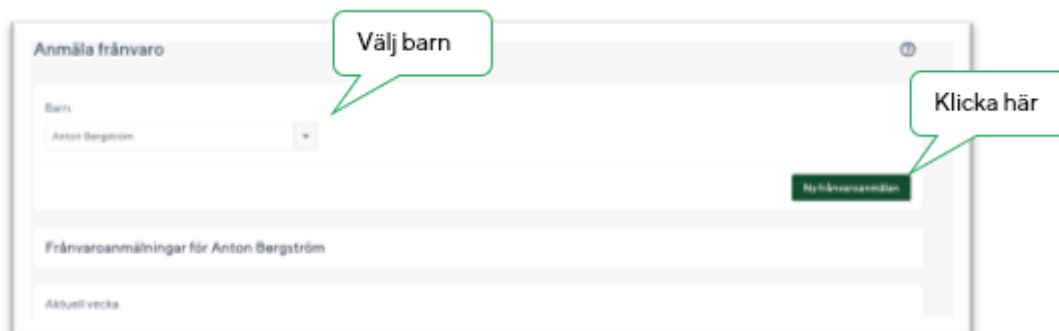 Välj barn
Anmäla frånvaro
Klicka här
Barn:
Anton Bergström
Ny frånvaroanmälan
Frånvaroanmälningar för Anton Bergström
Aktuell vecka